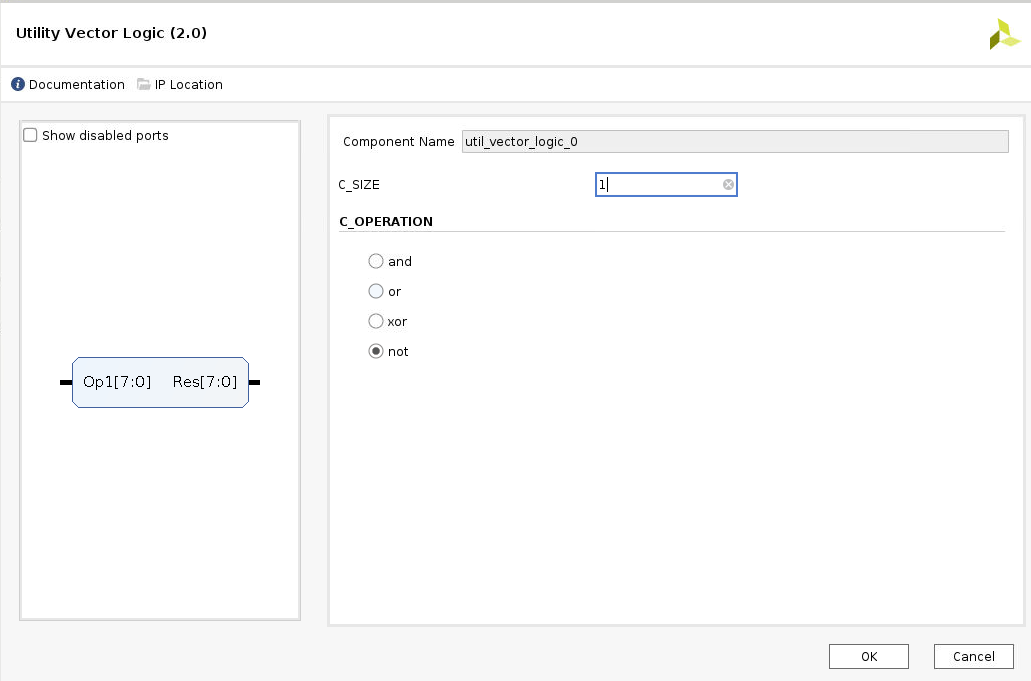 Utility Vector Logic (2.0)
Documentation IP Location
Show disabled ports
Op1[7:0] Res[7:0]
Component Name util_vector_logic_0
C_SIZE 1
C_OPERATION
and
or
xor
not
OK Cancel